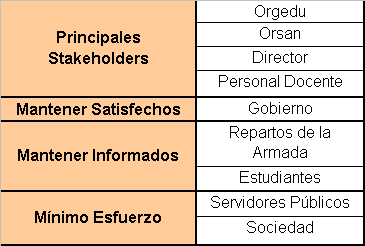 Principales
Stakeholders
Orgedu
Orsan
Director
Personal Docente
Mantener Satisfechos
Gobierno
Mantener Informados
Repartos de la
Armada
Estudiantes
Mínimo Esfuerzo
Servidores Públicos
Sociedad